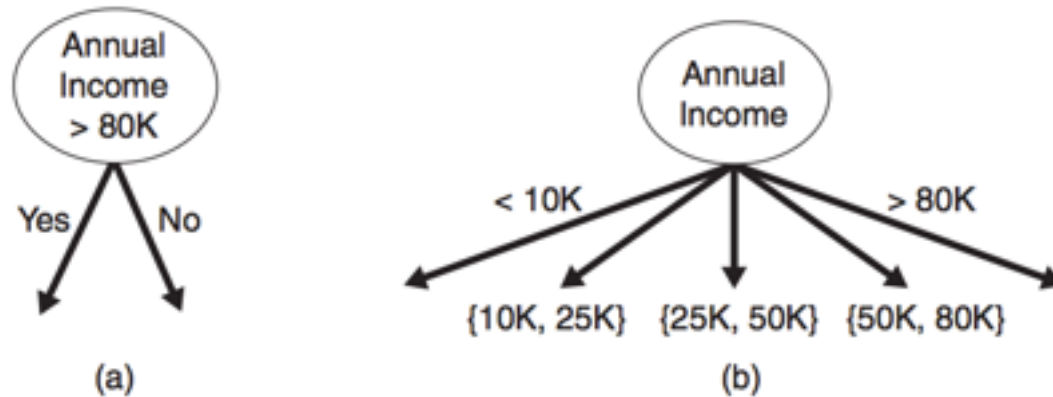 Annual
Income
> 80K
Yes
No
(a)
Annual
Income
< 10K
> 80K
{10K, 25K}
{25K, 50K}
{50K, 80K}
(b)